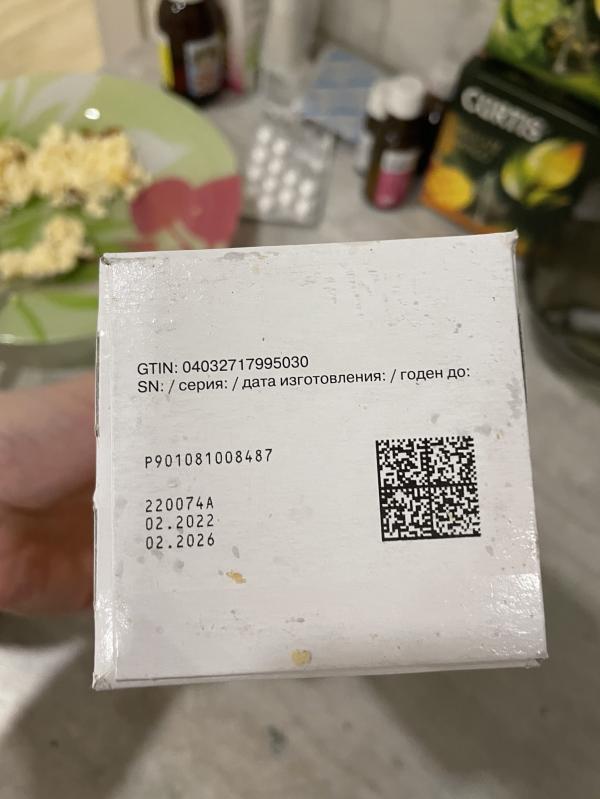 CURTIS
GTIN: 04032717995030
SN: / серия: / дата изготовления: / годен до:
P901081008487
220074A
02.2022
02.2026